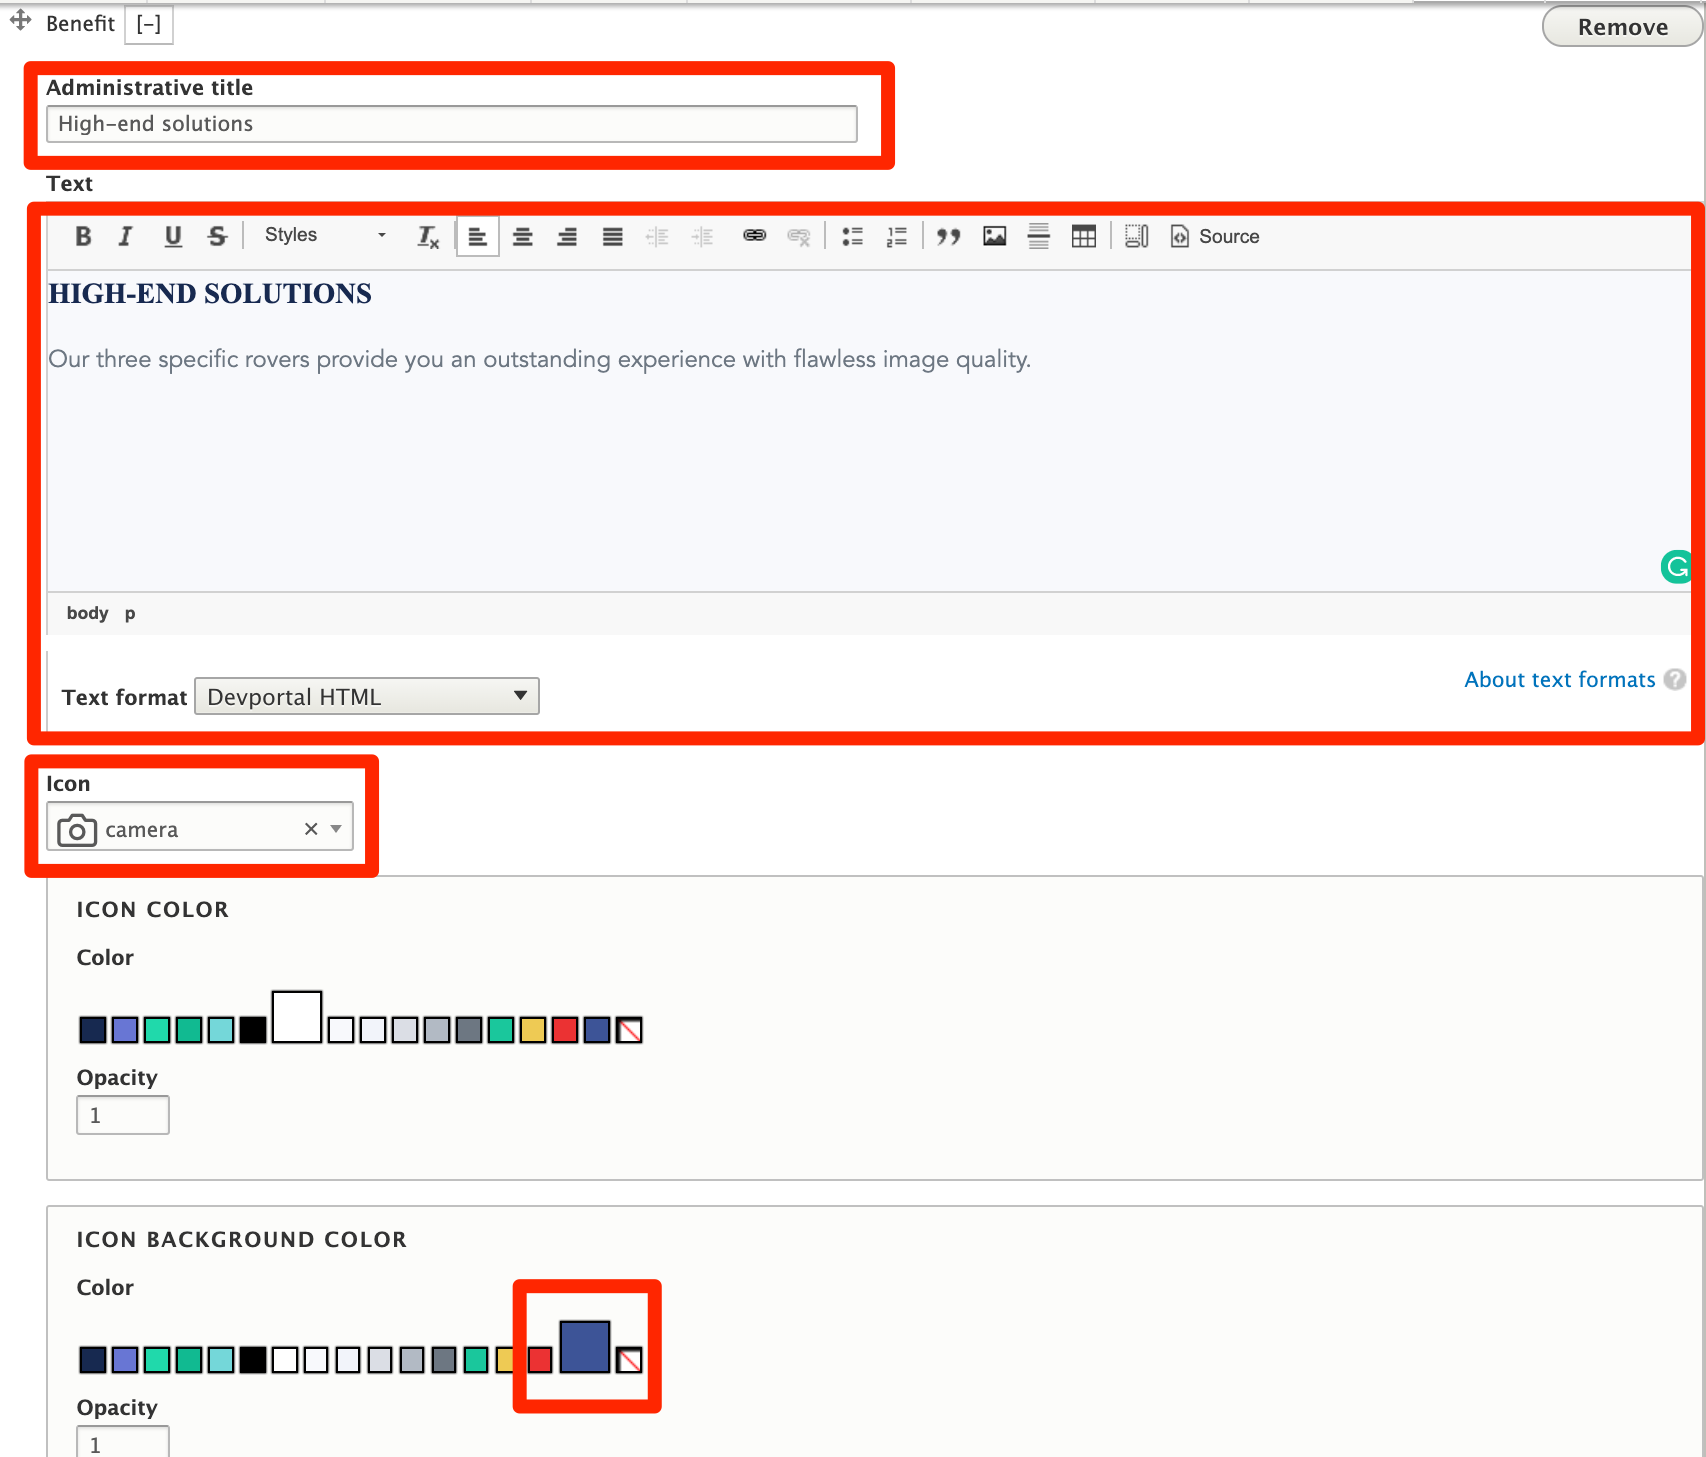 Benefit [–]
Remove
Administrative title
High-end solutions
Text
B I U S Styles Tx Source
HIGH-END SOLUTIONS
Our three specific rovers provide you an outstanding experience with flawless image quality.
body p
Text format Devportal HTML
About text formats ?
Icon
camera ×
ICON COLOR
Color
Opacity
1
ICON BACKGROUND COLOR
Color
Opacity
1